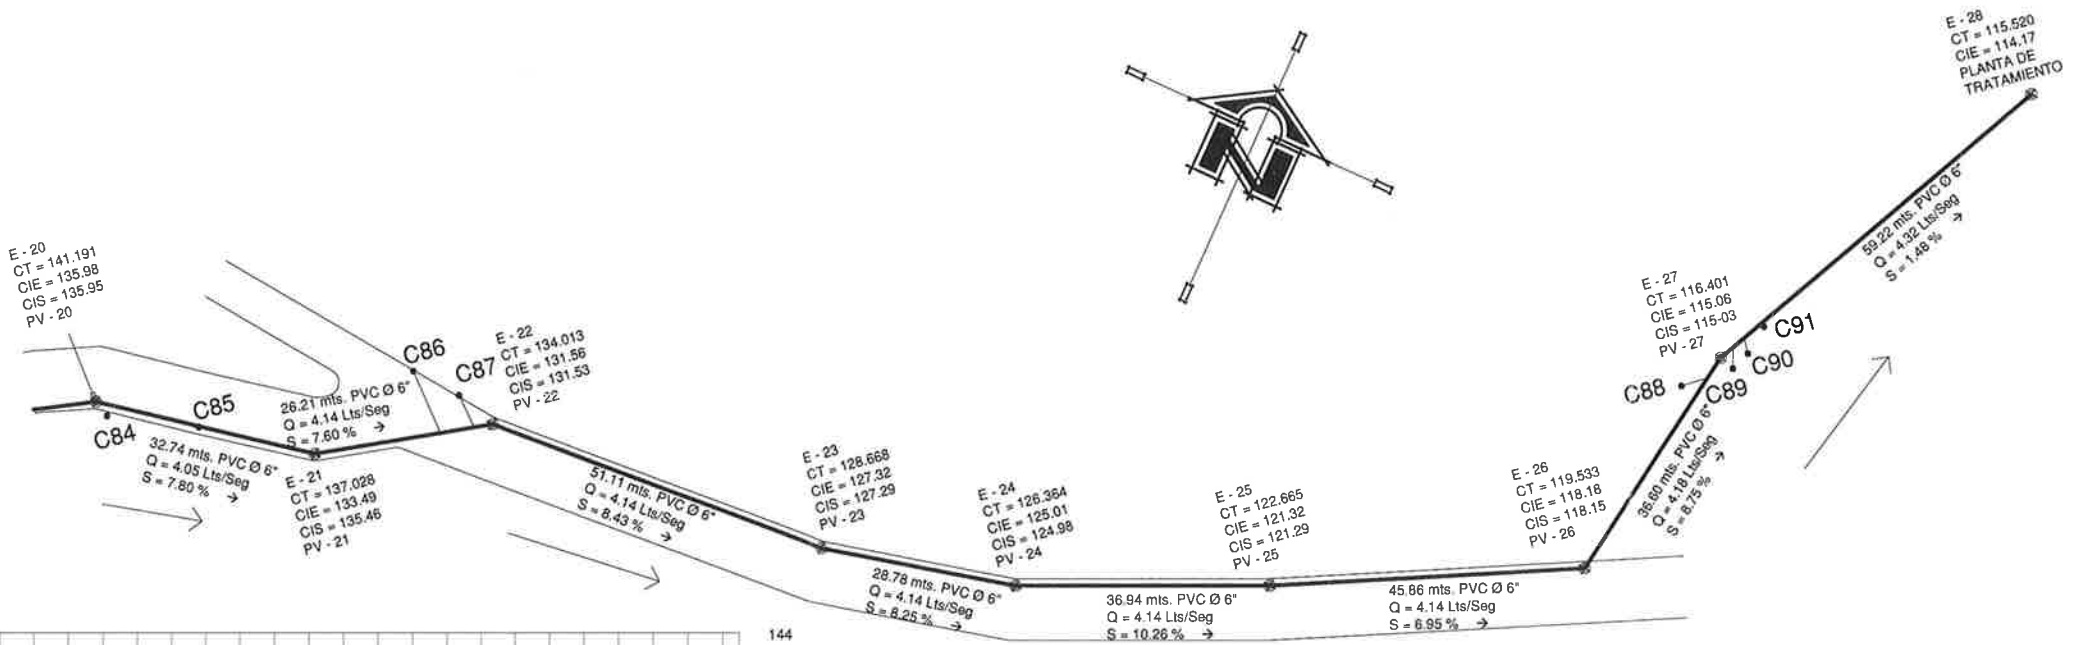 E - 20
CT = 141.191
CIE = 135.98
CIS = 135.95
PV - 20
C84
C85
32.74 mts. PVC Ø 6"
Q = 4.05 Lts/Seg
S = 7.80 %
26.21 mts. PVC Ø 6"
Q = 4.14 Lts/Seg
S = 7.60 %
E - 21
CT = 137.028
CIE = 133.49
CIS = 135.46
PV - 21
C86
C87
E - 22
CT = 134.013
CIE = 131.56
CIS = 131.53
PV - 22
51.11 mts. PVC Ø 6"
Q = 4.14 Lts/Seg
S = 8.43 %
E - 23
CT = 128.668
CIE = 127.32
CIS = 127.29
PV - 23
28.78 mts. PVC Ø 6"
Q = 4.14 Lts/Seg
S = 8.25 %
E - 24
CT = 126.364
CIE = 125.01
CIS = 124.98
PV - 24
36.94 mts. PVC Ø 6"
Q = 4.14 Lts/Seg
S = 10.26 %
E - 25
CT = 122.665
CIE = 121.32
CIS = 121.29
PV - 25
45.86 mts. PVC Ø 6"
Q = 4.14 Lts/Seg
S = 6.95 %
E - 26
CT = 119.533
CIE = 118.18
CIS = 118.15
PV - 26
36.60 mts. PVC Ø 6"
Q = 4.18 Lts/Seg
S = 8.75 %
E - 27
CT = 116.401
CIE = 115.06
CIS = 115-03
PV - 27
C88
C89
C90
C91
59.22 mts. PVC Ø 6"
Q = 4.32 Lts/Seg
S = 1.48 %
E - 28
CT = 115.520
CIE = 114.17
PLANTA DE
TRATAMIENTO
N
144